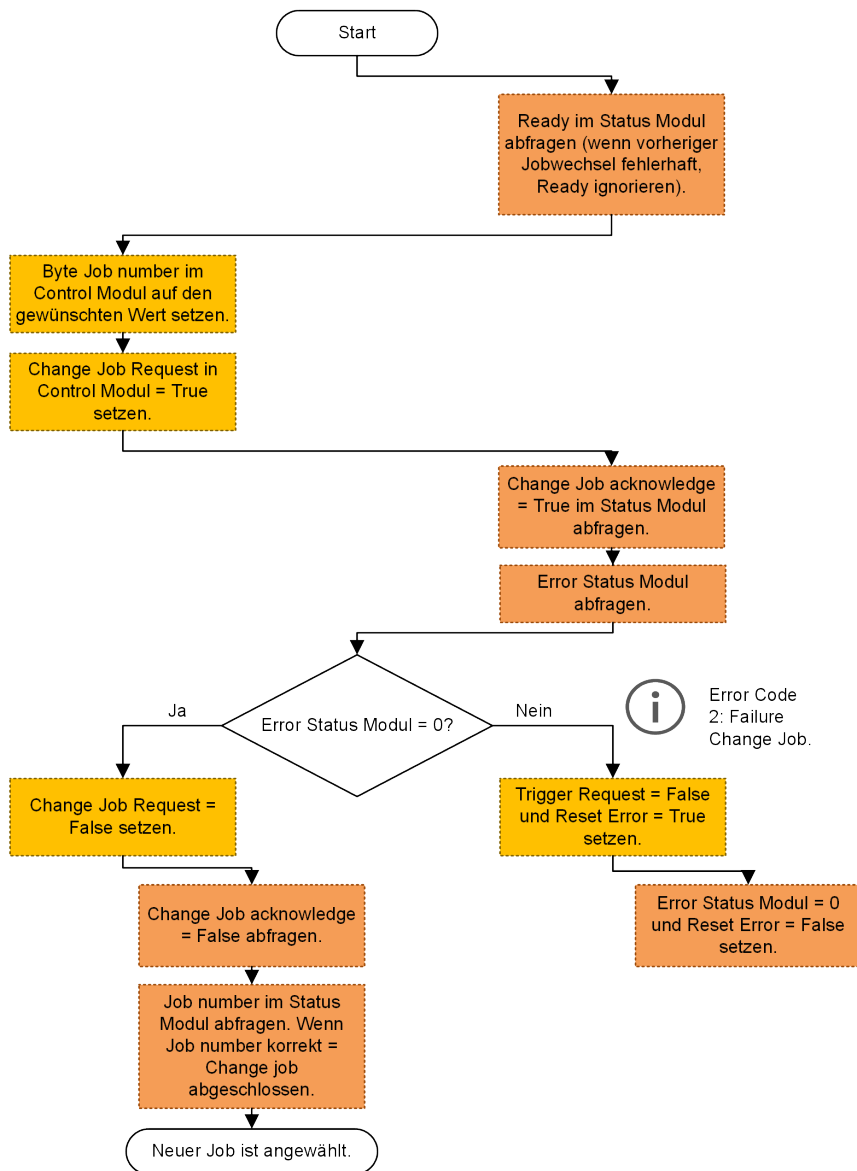 Start
Ready im Status Modul
abfragen (wenn vorheriger
Jobwechsel fehlerhaft,
Ready ignorieren).
Byte Job number im
Control Modul auf den
gewünschten Wert setzen.
Change Job Request in
Control Modul = True
setzen.
Change Job acknowledge
= True im Status Modul
abfragen.
Error Status Modul
abfragen.
Error Status Modul = 0?
Ja
Nein
Error Code
2: Failure
Change Job.
Change Job Request =
False setzen.
Trigger Request = False
und Reset Error = True
setzen.
Change Job acknowledge
= False abfragen.
Error Status Modul = 0
und Reset Error = False
setzen.
Job number im Status
Modul abfragen. Wenn
Job number korrekt =
Change job
abgeschlossen.
Neuer Job ist angewählt.